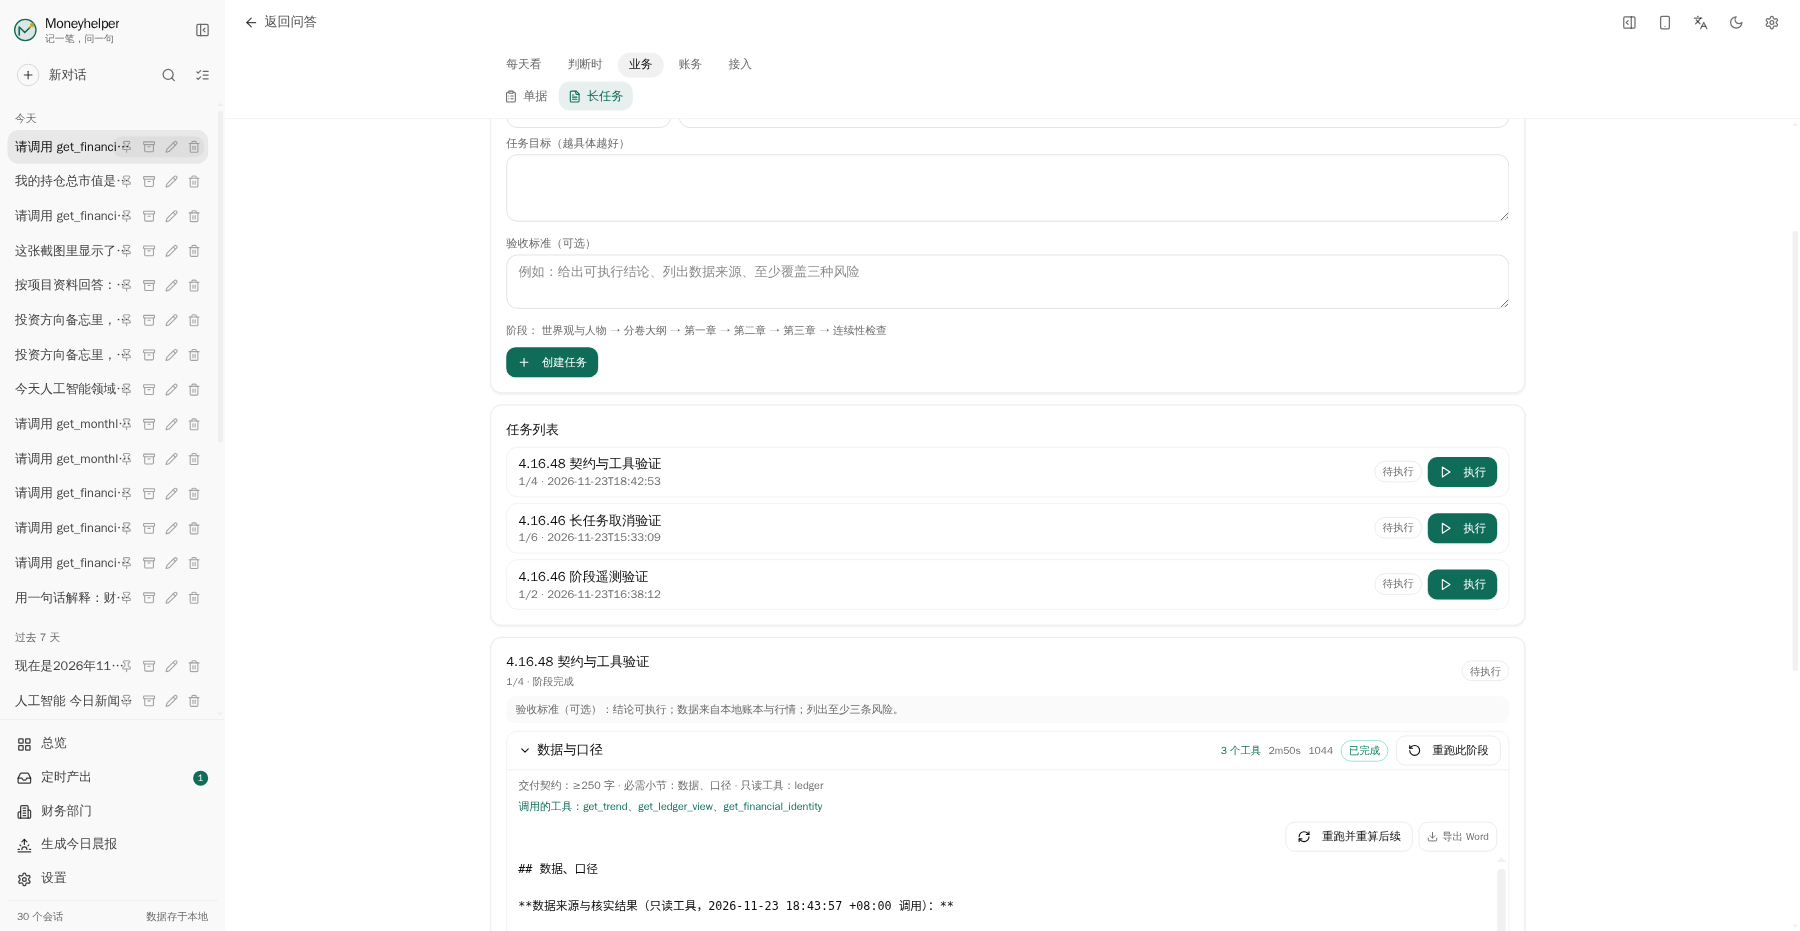 Moneyhelper
记一笔，问一句
新对话
今天
请调用 get_financi…
我的持仓总市值是…
请调用 get_financi…
这张截图里显示了…
按项目资料回答：…
投资方向备忘里，…
投资方向备忘里，…
今天人工智能领域…
请调用 get_monthl…
请调用 get_monthl…
请调用 get_financi…
请调用 get_financi…
请调用 get_financi…
用一句话解释：财…
过去 7 天
现在是2026年11…
人工智能 今日新闻…
总览
定时产出 1
财务部门
生成今日晨报
设置
30 个会话 数据存于本地
返回问答
每天看 判断时 业务 账务 接入
单据 长任务
任务目标（越具体越好）
验收标准（可选）
例如：给出可执行结论、列出数据来源、至少覆盖三种风险
阶段： 世界观与人物 → 分卷大纲 → 第一章 → 第二章 → 第三章 → 连续性检查
创建任务
任务列表
4.16.48 契约与工具验证
1/4 · 2026-11-23T18:42:53
待执行 执行
4.16.46 长任务取消验证
1/6 · 2026-11-23T15:33:09
待执行 执行
4.16.46 阶段遥测验证
1/2 · 2026-11-23T16:38:12
待执行 执行
4.16.48 契约与工具验证
1/4 · 阶段完成
待执行
验收标准（可选）：结论可执行；数据来自本地账本与行情；列出至少三条风险。
数据与口径 3 个工具 2m50s 1044 已完成 重跑此阶段
交付契约：≥250 字 · 必需小节：数据、口径 · 只读工具：ledger
调用的工具：get_trend、get_ledger_view、get_financial_identity
重跑并重算后续 导出 Word
## 数据、口径
**数据来源与核实结果（只读工具，2026-11-23 18:43:57 +08:00 调用）：**